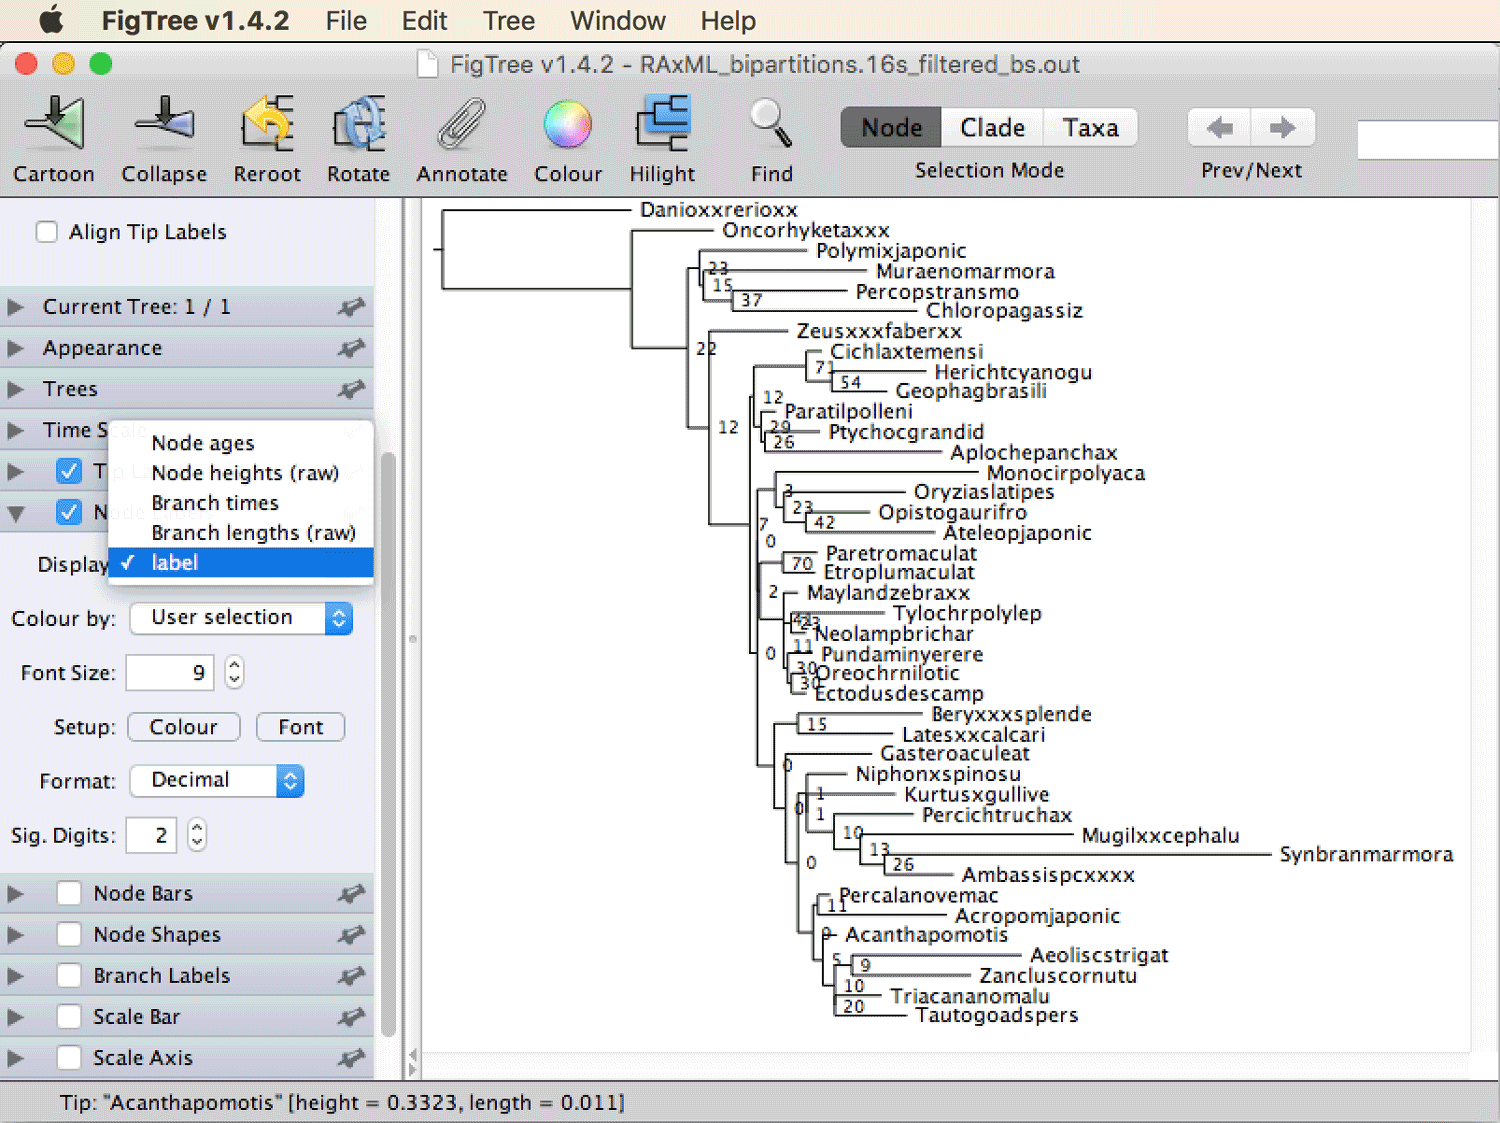 FigTree v1.4.2 File Edit Tree Window Help
FigTree v1.4.2 - RAxML_bipartitions.16s_filtered_bs.out
Cartoon Collapse Reroot Rotate Annotate Colour Hilight Find
Node Clade Taxa
Selection Mode
Prev/Next
Align Tip Labels
Current Tree: 1 / 1
Appearance
Trees
Time S
Node ages
Node heights (raw)
Branch times
Branch lengths (raw)
✓ label
Display
Colour by: User selection
Font Size: 9
Setup: Colour Font
Format: Decimal
Sig. Digits: 2
Node Bars
Node Shapes
Branch Labels
Scale Bar
Scale Axis
Danioxxrerioxx
Oncorhyketaxxx
Polymixjaponic
23
Muraenomarmora
15
Percopstransmo
37
Chloropagassiz
Zeusxxxfaberxx
22
Cichlaxtemensi
71
Herichtcyanogu
54
Geophagbrasili
12
Paratilpolleni
12
29
Ptychocgrandid
26
Aplochepanchax
Monocirpolyaca
3
Oryziaslatipes
23
Opistogaurifro
7
42
Ateleopjaponic
0
Paretromaculat
70
Etroplumaculat
2
Maylandzebraxx
Tylochrpolylep
23
Neolampbrichar
11
0
Pundaminyerere
30
Oreochrnilotic
30
Ectodusdescamp
Beryxxxsplende
15
Latesxxcalcari
Gasteroaculeat
0
Niphonxspinosu
1
Kurtusxgullive
0
1
Percichtruchax
10
Mugilxxcephalu
13
Synbranmarmora
0
26
Ambassispcxxxx
Percalanovemac
11
Acropomjaponic
9
Acanthapomotis
5
Aeoliscstrigat
9
Zancluscornutu
10
Triacananomalu
20
Tautogoadspers
Tip: "Acanthapomotis" [height = 0.3323, length = 0.011]